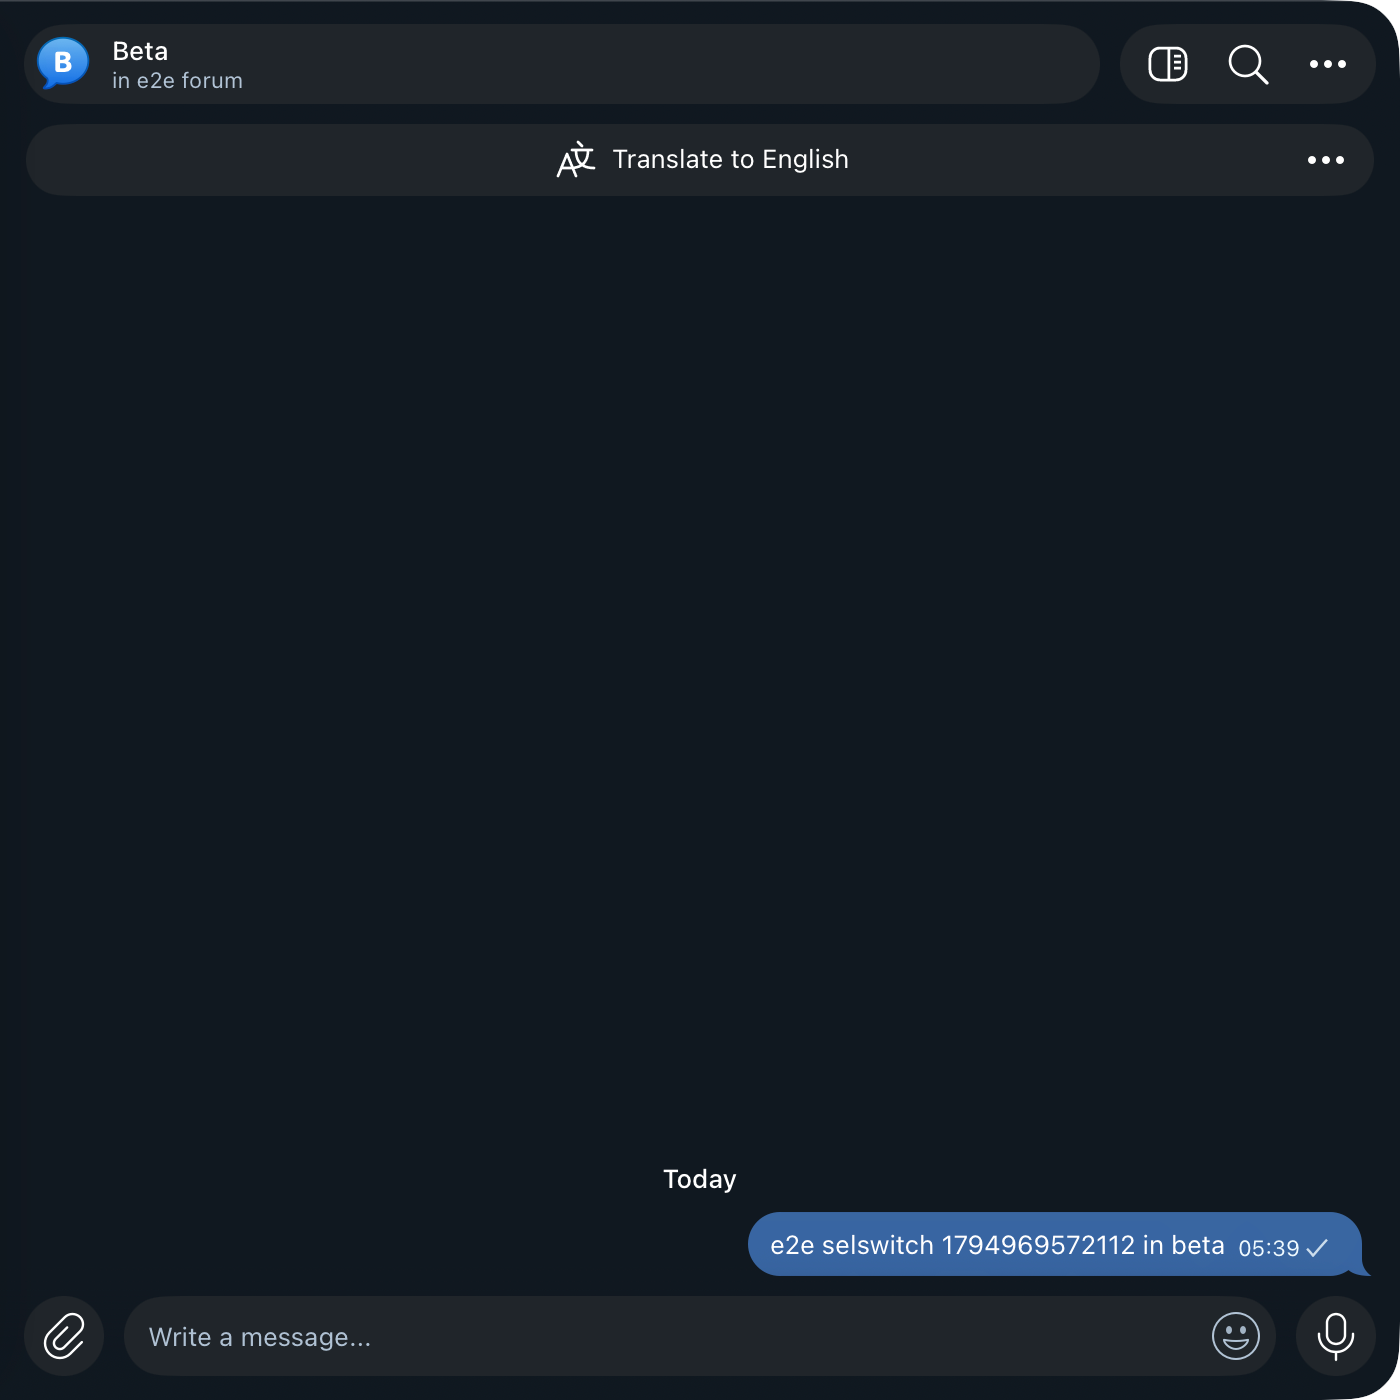 B
Beta
in e2e forum
Translate to English
Today
e2e selswitch 1794969572112 in beta 05:39
Write a message...